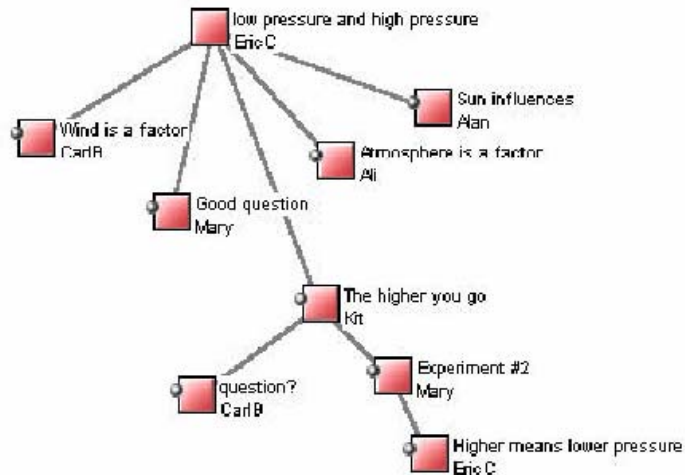 low pressure and high pressure
Eric C
Sun influences
Alan
Wind is a factor
Carl B
Atmosphere is a factor
Ali
Good question
Mary
The higher you go
Kit
Experiment #2
Mary
question?
Carl B
Higher means lower pressure
Eric C